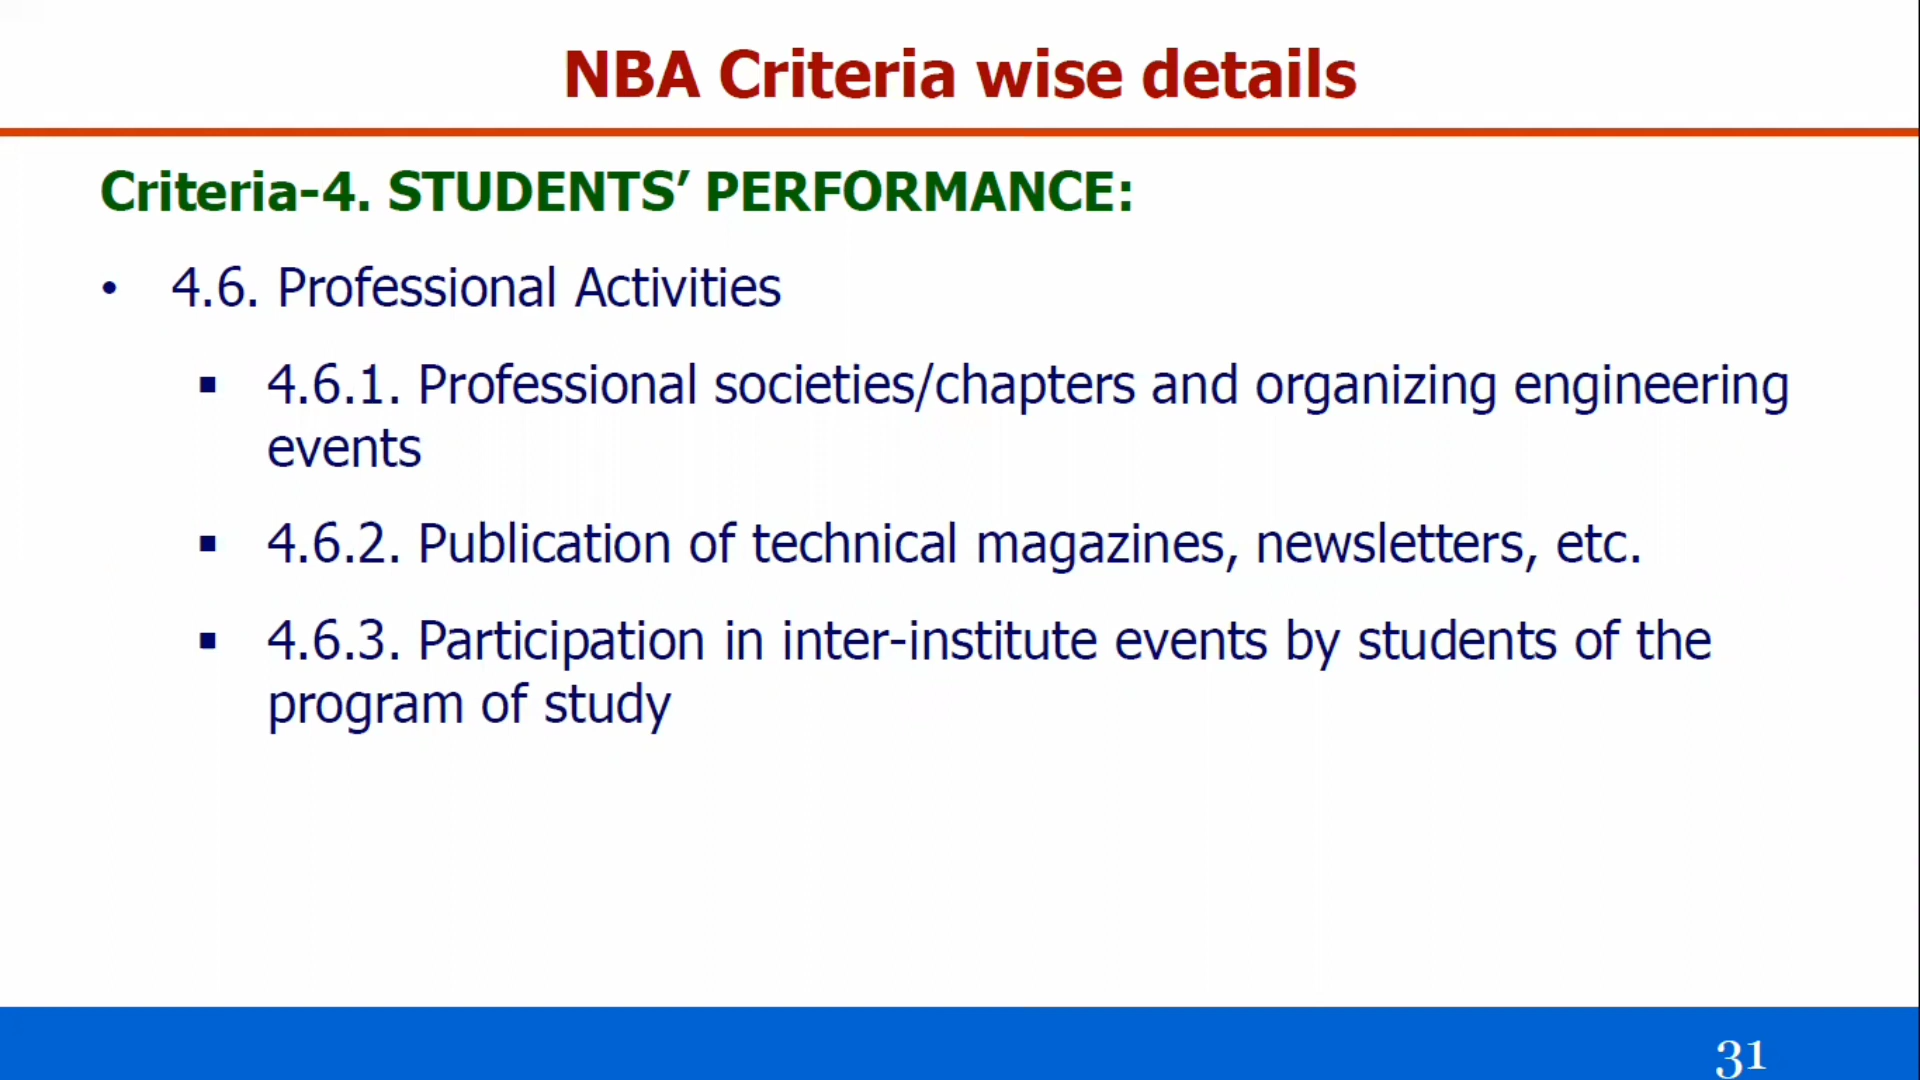 NBA Criteria wise details
Criteria-4. STUDENTS’ PERFORMANCE:
• 4.6. Professional Activities
▪ 4.6.1. Professional societies/chapters and organizing engineering
events
▪ 4.6.2. Publication of technical magazines, newsletters, etc.
▪ 4.6.3. Participation in inter-institute events by students of the
program of study
31